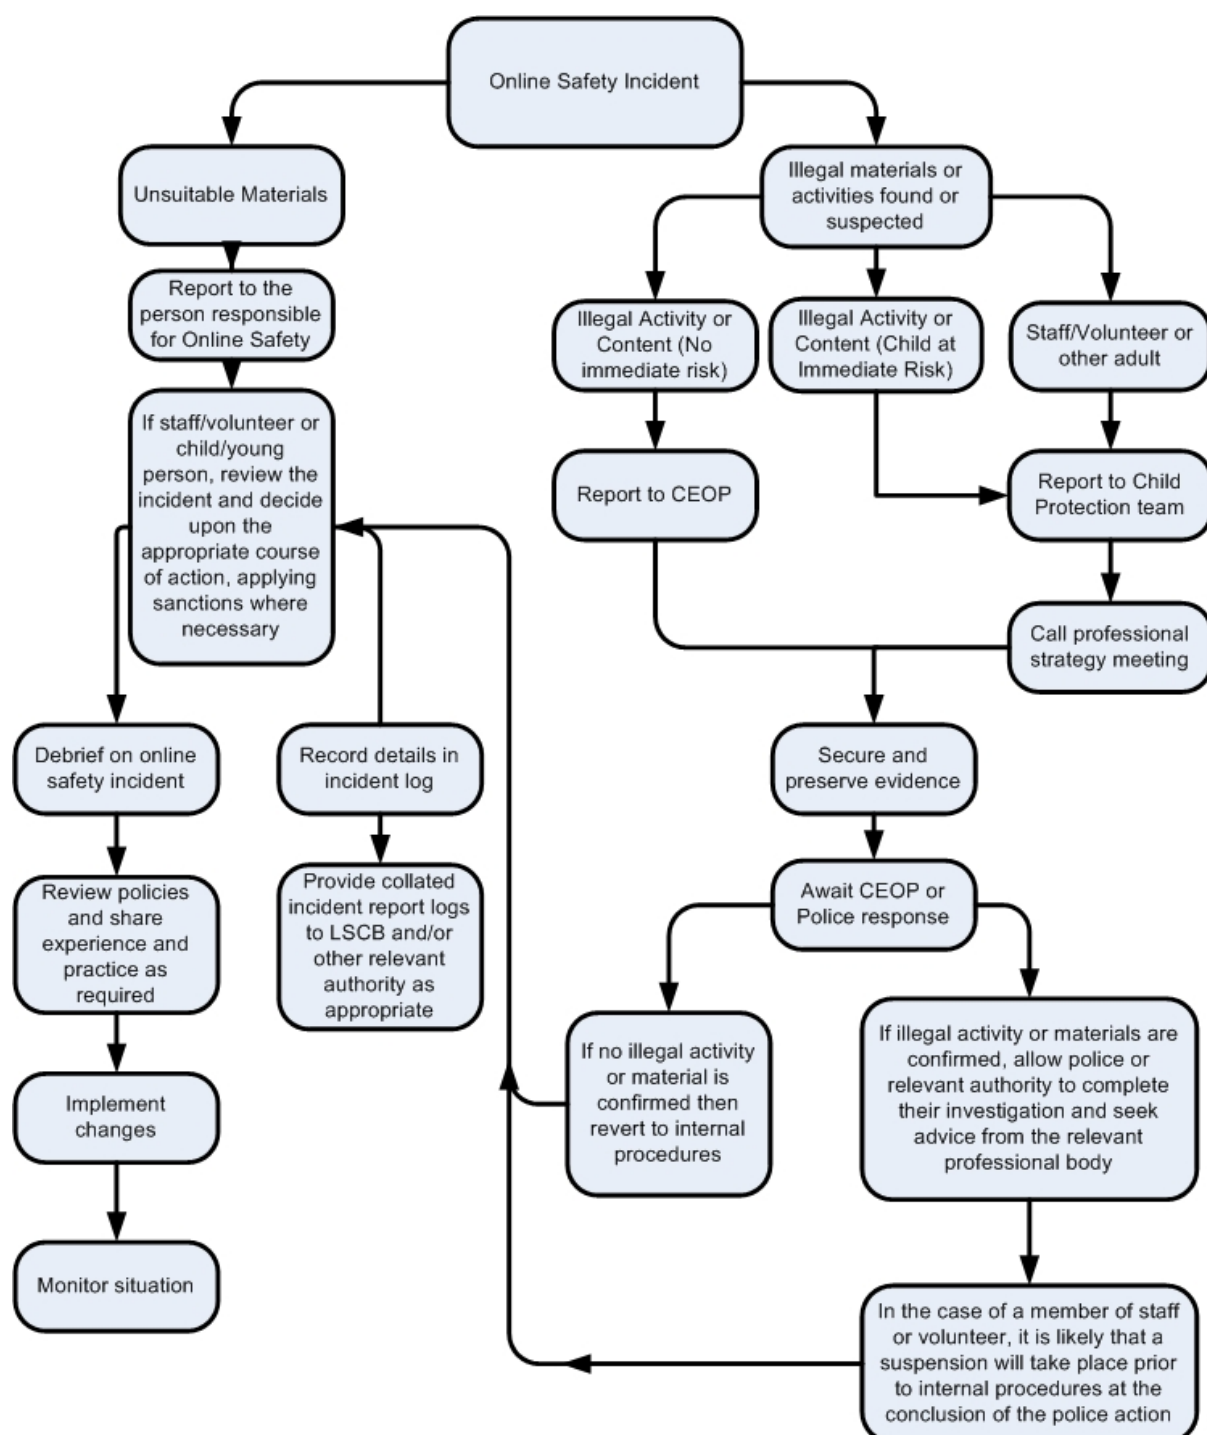 Online Safety Incident
Unsuitable Materials
Report to the
person responsible
for Online Safety
If staff/volunteer or
child/young
person, review the
incident and decide
upon the
appropriate course
of action, applying
sanctions where
necessary
Debrief on online
safety incident
Review policies
and share
experience and
practice as
required
Implement
changes
Monitor situation
Record details in
incident log
Provide collated
incident report logs
to LSCB and/or
other relevant
authority as
appropriate
Illegal materials or
activities found or
suspected
Illegal Activity or
Content (No
immediate risk)
Illegal Activity or
Content (Child at
Immediate Risk)
Staff/Volunteer or
other adult
Report to CEOP
Report to Child
Protection team
Call professional
strategy meeting
Secure and
preserve evidence
Await CEOP or
Police response
If no illegal activity
or material is
confirmed then
revert to internal
procedures
If illegal activity or materials are
confirmed, allow police or
relevant authority to complete
their investigation and seek
advice from the relevant
professional body
In the case of a member of staff
or volunteer, it is likely that a
suspension will take place prior
to internal procedures at the
conclusion of the police action